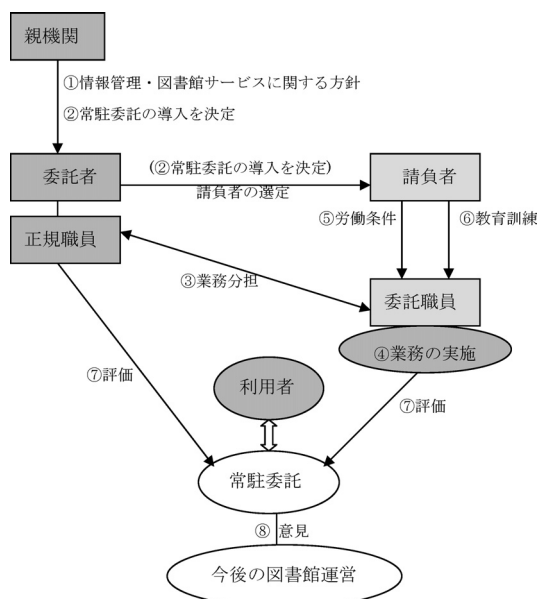 親機関
①情報管理・図書館サービスに関する方針
②常駐委託の導入を決定
委託者
(②常駐委託の導入を決定)
請負者の選定
請負者
正規職員
⑤労働条件
⑥教育訓練
③業務分担
委託職員
④業務の実施
⑦評価
利用者
⑦評価
常駐委託
⑧ 意見
今後の図書館運営